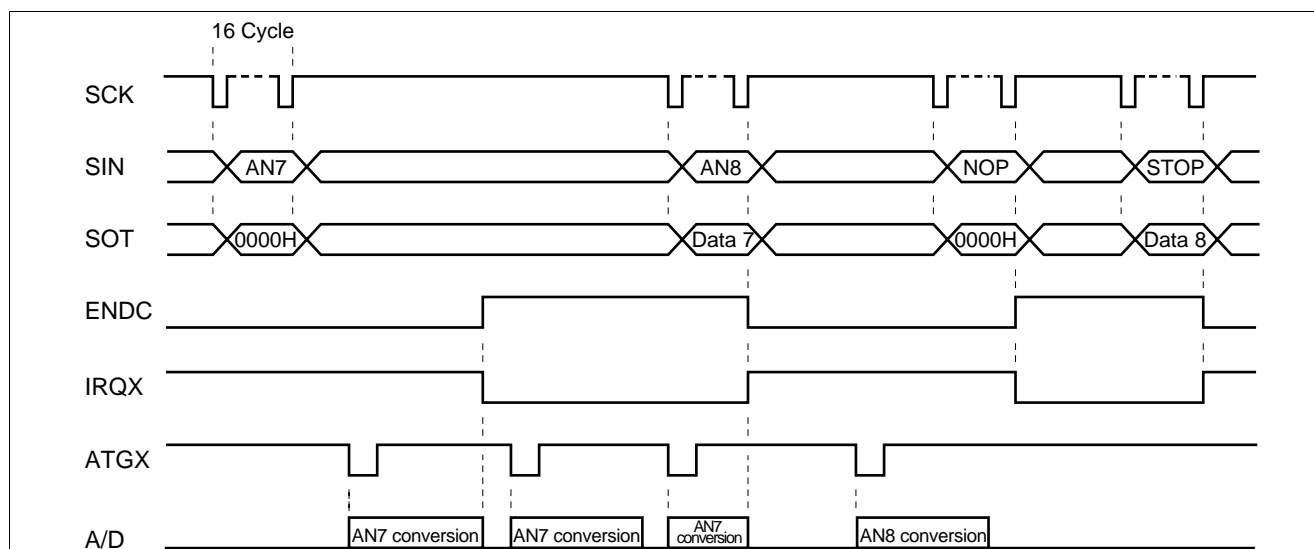 16 Cycle
SCK
SIN AN7 AN8 NOP STOP
SOT 0000H Data 7 0000H Data 8
ENDC
IRQX
ATGX
A/D AN7 conversion AN7 conversion AN7 conversion AN8 conversion